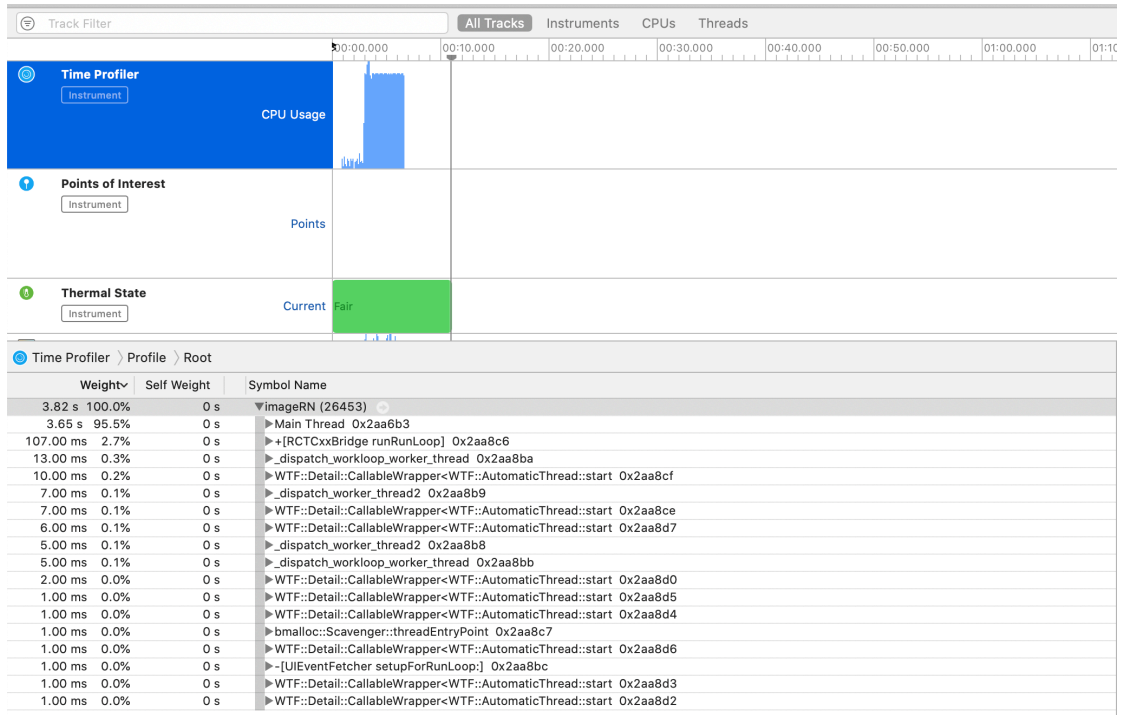 Track Filter All Tracks Instruments CPUs Threads
00:00.000 00:10.000 00:20.000 00:30.000 00:40.000 00:50.000 01:00.000 01:10
Time Profiler
Instrument
CPU Usage
Points of Interest
Instrument
Points
Thermal State
Instrument
Current Fair
Time Profiler Profile Root
Weight Self Weight Symbol Name
3.82 s 100.0% 0 s imageRN (26453)
3.65 s 95.5% 0 s Main Thread 0x2aa6b3
107.00 ms 2.7% 0 s +[RCTCxxBridge runRunLoop] 0x2aa8c6
13.00 ms 0.3% 0 s _dispatch_workloop_worker_thread 0x2aa8ba
10.00 ms 0.2% 0 s WTF::Detail::CallableWrapper<WTF::AutomaticThread::start 0x2aa8cf
7.00 ms 0.1% 0 s _dispatch_worker_thread2 0x2aa8b9
7.00 ms 0.1% 0 s WTF::Detail::CallableWrapper<WTF::AutomaticThread::start 0x2aa8ce
6.00 ms 0.1% 0 s WTF::Detail::CallableWrapper<WTF::AutomaticThread::start 0x2aa8d7
5.00 ms 0.1% 0 s _dispatch_worker_thread2 0x2aa8b8
5.00 ms 0.1% 0 s _dispatch_workloop_worker_thread 0x2aa8bb
2.00 ms 0.0% 0 s WTF::Detail::CallableWrapper<WTF::AutomaticThread::start 0x2aa8d0
1.00 ms 0.0% 0 s WTF::Detail::CallableWrapper<WTF::AutomaticThread::start 0x2aa8d5
1.00 ms 0.0% 0 s WTF::Detail::CallableWrapper<WTF::AutomaticThread::start 0x2aa8d4
1.00 ms 0.0% 0 s bmalloc::Scavenger::threadEntryPoint 0x2aa8c7
1.00 ms 0.0% 0 s WTF::Detail::CallableWrapper<WTF::AutomaticThread::start 0x2aa8d6
1.00 ms 0.0% 0 s -[UIEventFetcher setupForRunLoop:] 0x2aa8bc
1.00 ms 0.0% 0 s WTF::Detail::CallableWrapper<WTF::AutomaticThread::start 0x2aa8d3
1.00 ms 0.0% 0 s WTF::Detail::CallableWrapper<WTF::AutomaticThread::start 0x2aa8d2